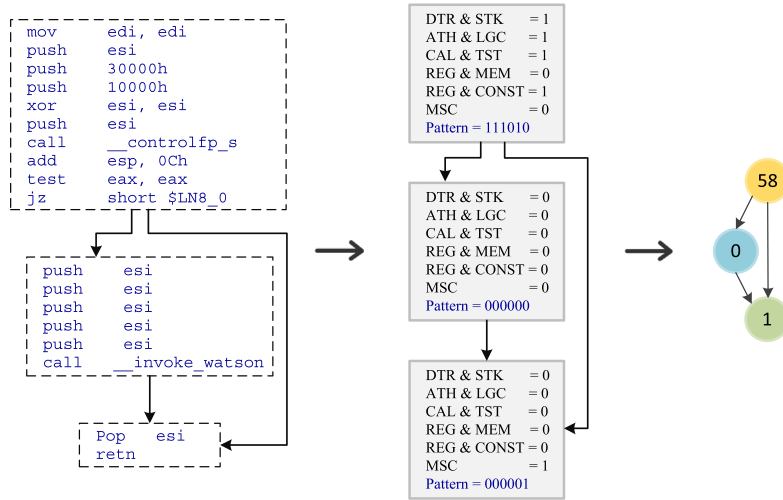 mov edi, edi
push esi
push 30000h
push 10000h
xor esi, esi
push esi
call __controlfp_s
add esp, 0Ch
test eax, eax
jz short $LN8_0
push esi
push esi
push esi
push esi
push esi
call __invoke_watson
Pop esi
retn
DTR & STK = 1
ATH & LGC = 1
CAL & TST = 1
REG & MEM = 0
REG & CONST = 1
MSC = 0
Pattern = 111010
DTR & STK = 0
ATH & LGC = 0
CAL & TST = 0
REG & MEM = 0
REG & CONST = 0
MSC = 0
Pattern = 000000
DTR & STK = 0
ATH & LGC = 0
CAL & TST = 0
REG & MEM = 0
REG & CONST = 0
MSC = 1
Pattern = 000001
58
0
1